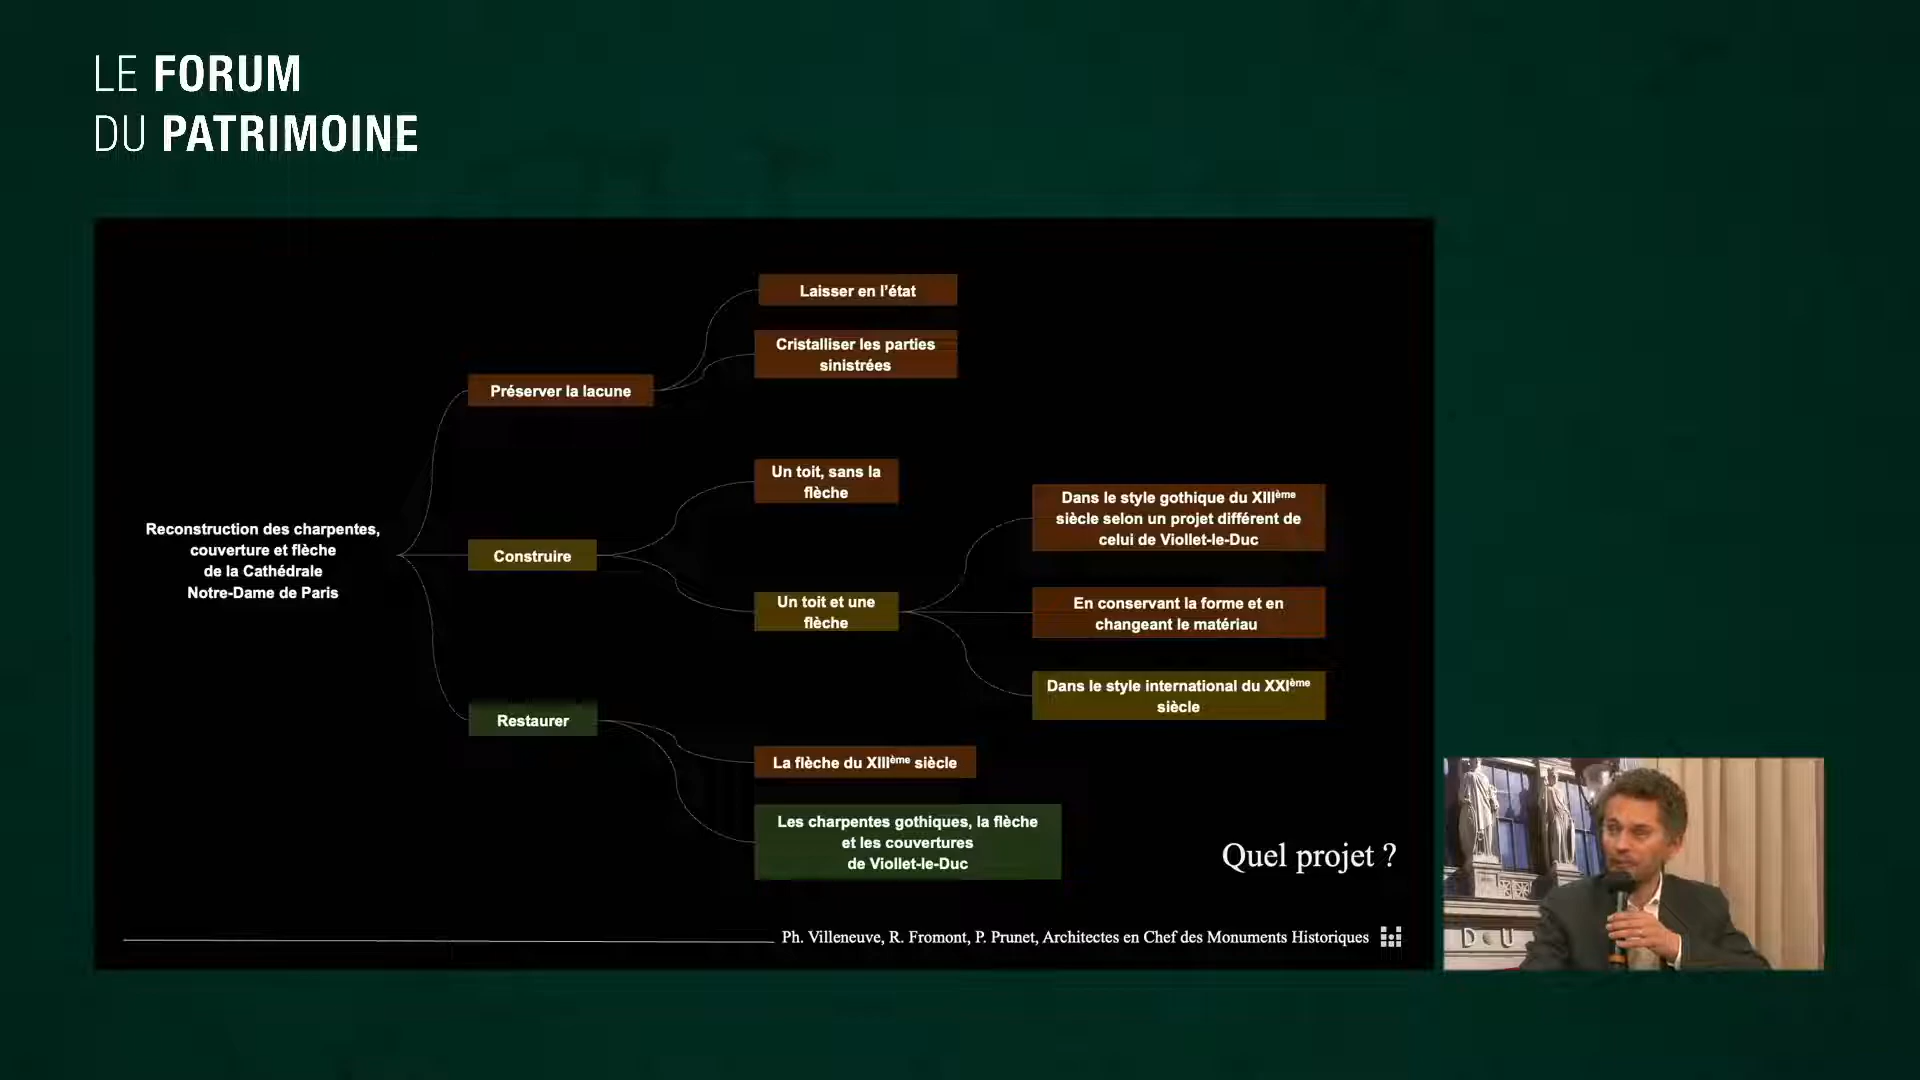 LE FORUM
DU PATRIMOINE
Laisser en l'état
Cristalliser les parties
sinistrées
Préserver la lacune
Un toit, sans la
flèche
Dans le style gothique du XIIIème
siècle selon un projet différent de
celui de Viollet-le-Duc
Reconstruction des charpentes,
couverture et flèche
de la Cathédrale
Notre-Dame de Paris
Construire
Un toit et une
flèche
En conservant la forme et en
changeant le matériau
Dans le style international du XXIème
siècle
Restaurer
La flèche du XIIIème siècle
Les charpentes gothiques, la flèche
et les couvertures
de Viollet-le-Duc
Quel projet ?
Ph. Villeneuve, R. Fromont, P. Prunet, Architectes en Chef des Monuments Historiques
DU